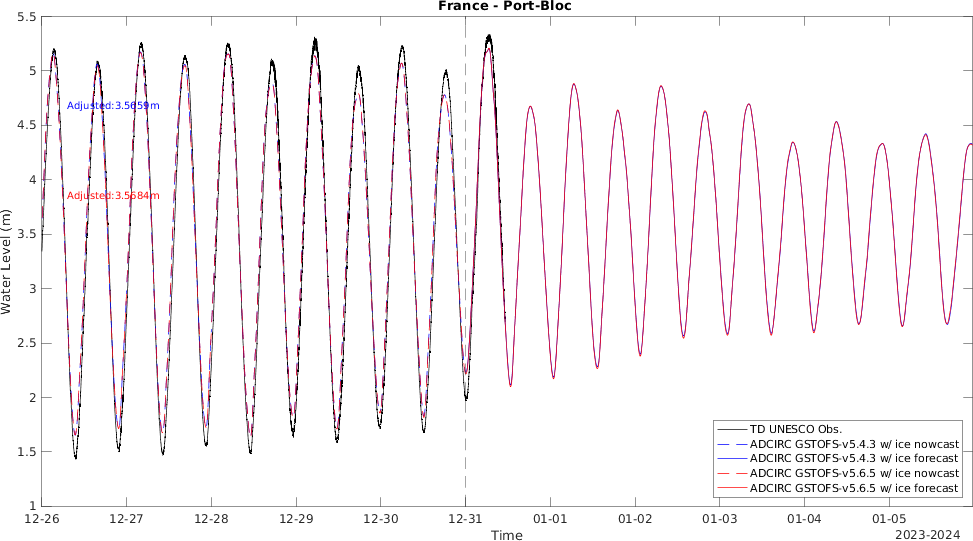 France - Port-Bloc
5.5
5
4.5
4
3.5
3
2.5
2
1.5
1
Water Level (m)
Adjusted:3.5659m
Adjusted:3.5684m
TD UNESCO Obs.
ADCIRC GSTOFS-v5.4.3 w/ ice nowcast
ADCIRC GSTOFS-v5.4.3 w/ ice forecast
ADCIRC GSTOFS-v5.6.5 w/ ice nowcast
ADCIRC GSTOFS-v5.6.5 w/ ice forecast
12-26 12-27 12-28 12-29 12-30 12-31 01-01 01-02 01-03 01-04 01-05
Time
2023-2024